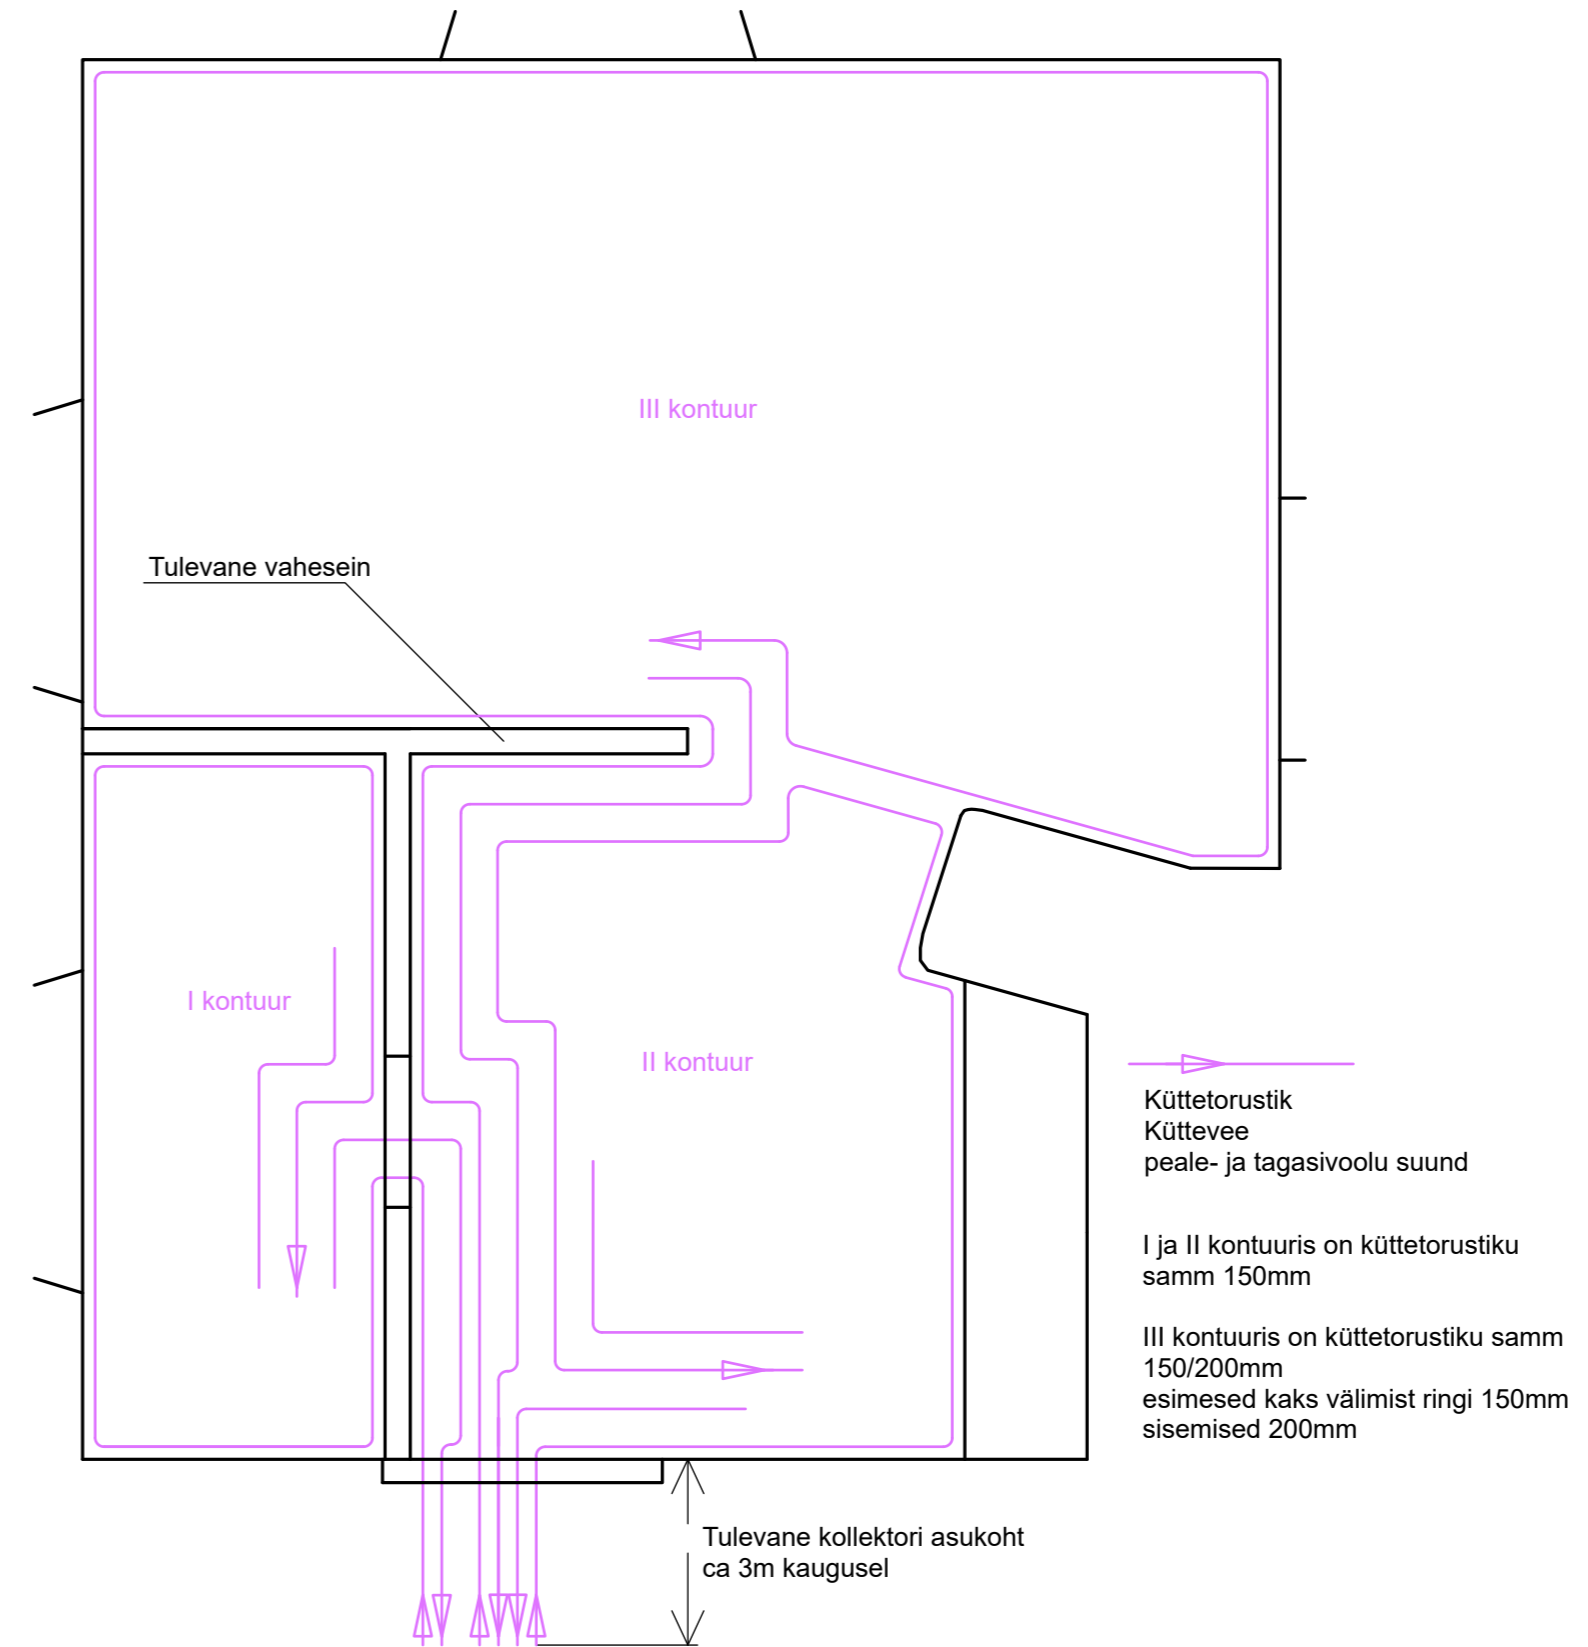 III kontuur
Tulevane vahesein
I kontuur
II kontuur
Küttetorustik
Küttevee
peale- ja tagasivoolu suund
I ja II kontuuris on küttetorustiku
samm 150mm
III kontuuris on küttetorustiku samm
150/200mm
esimesed kaks välimist ringi 150mm
sisemised 200mm
Tulevane kollektori asukoht
ca 3m kaugusel